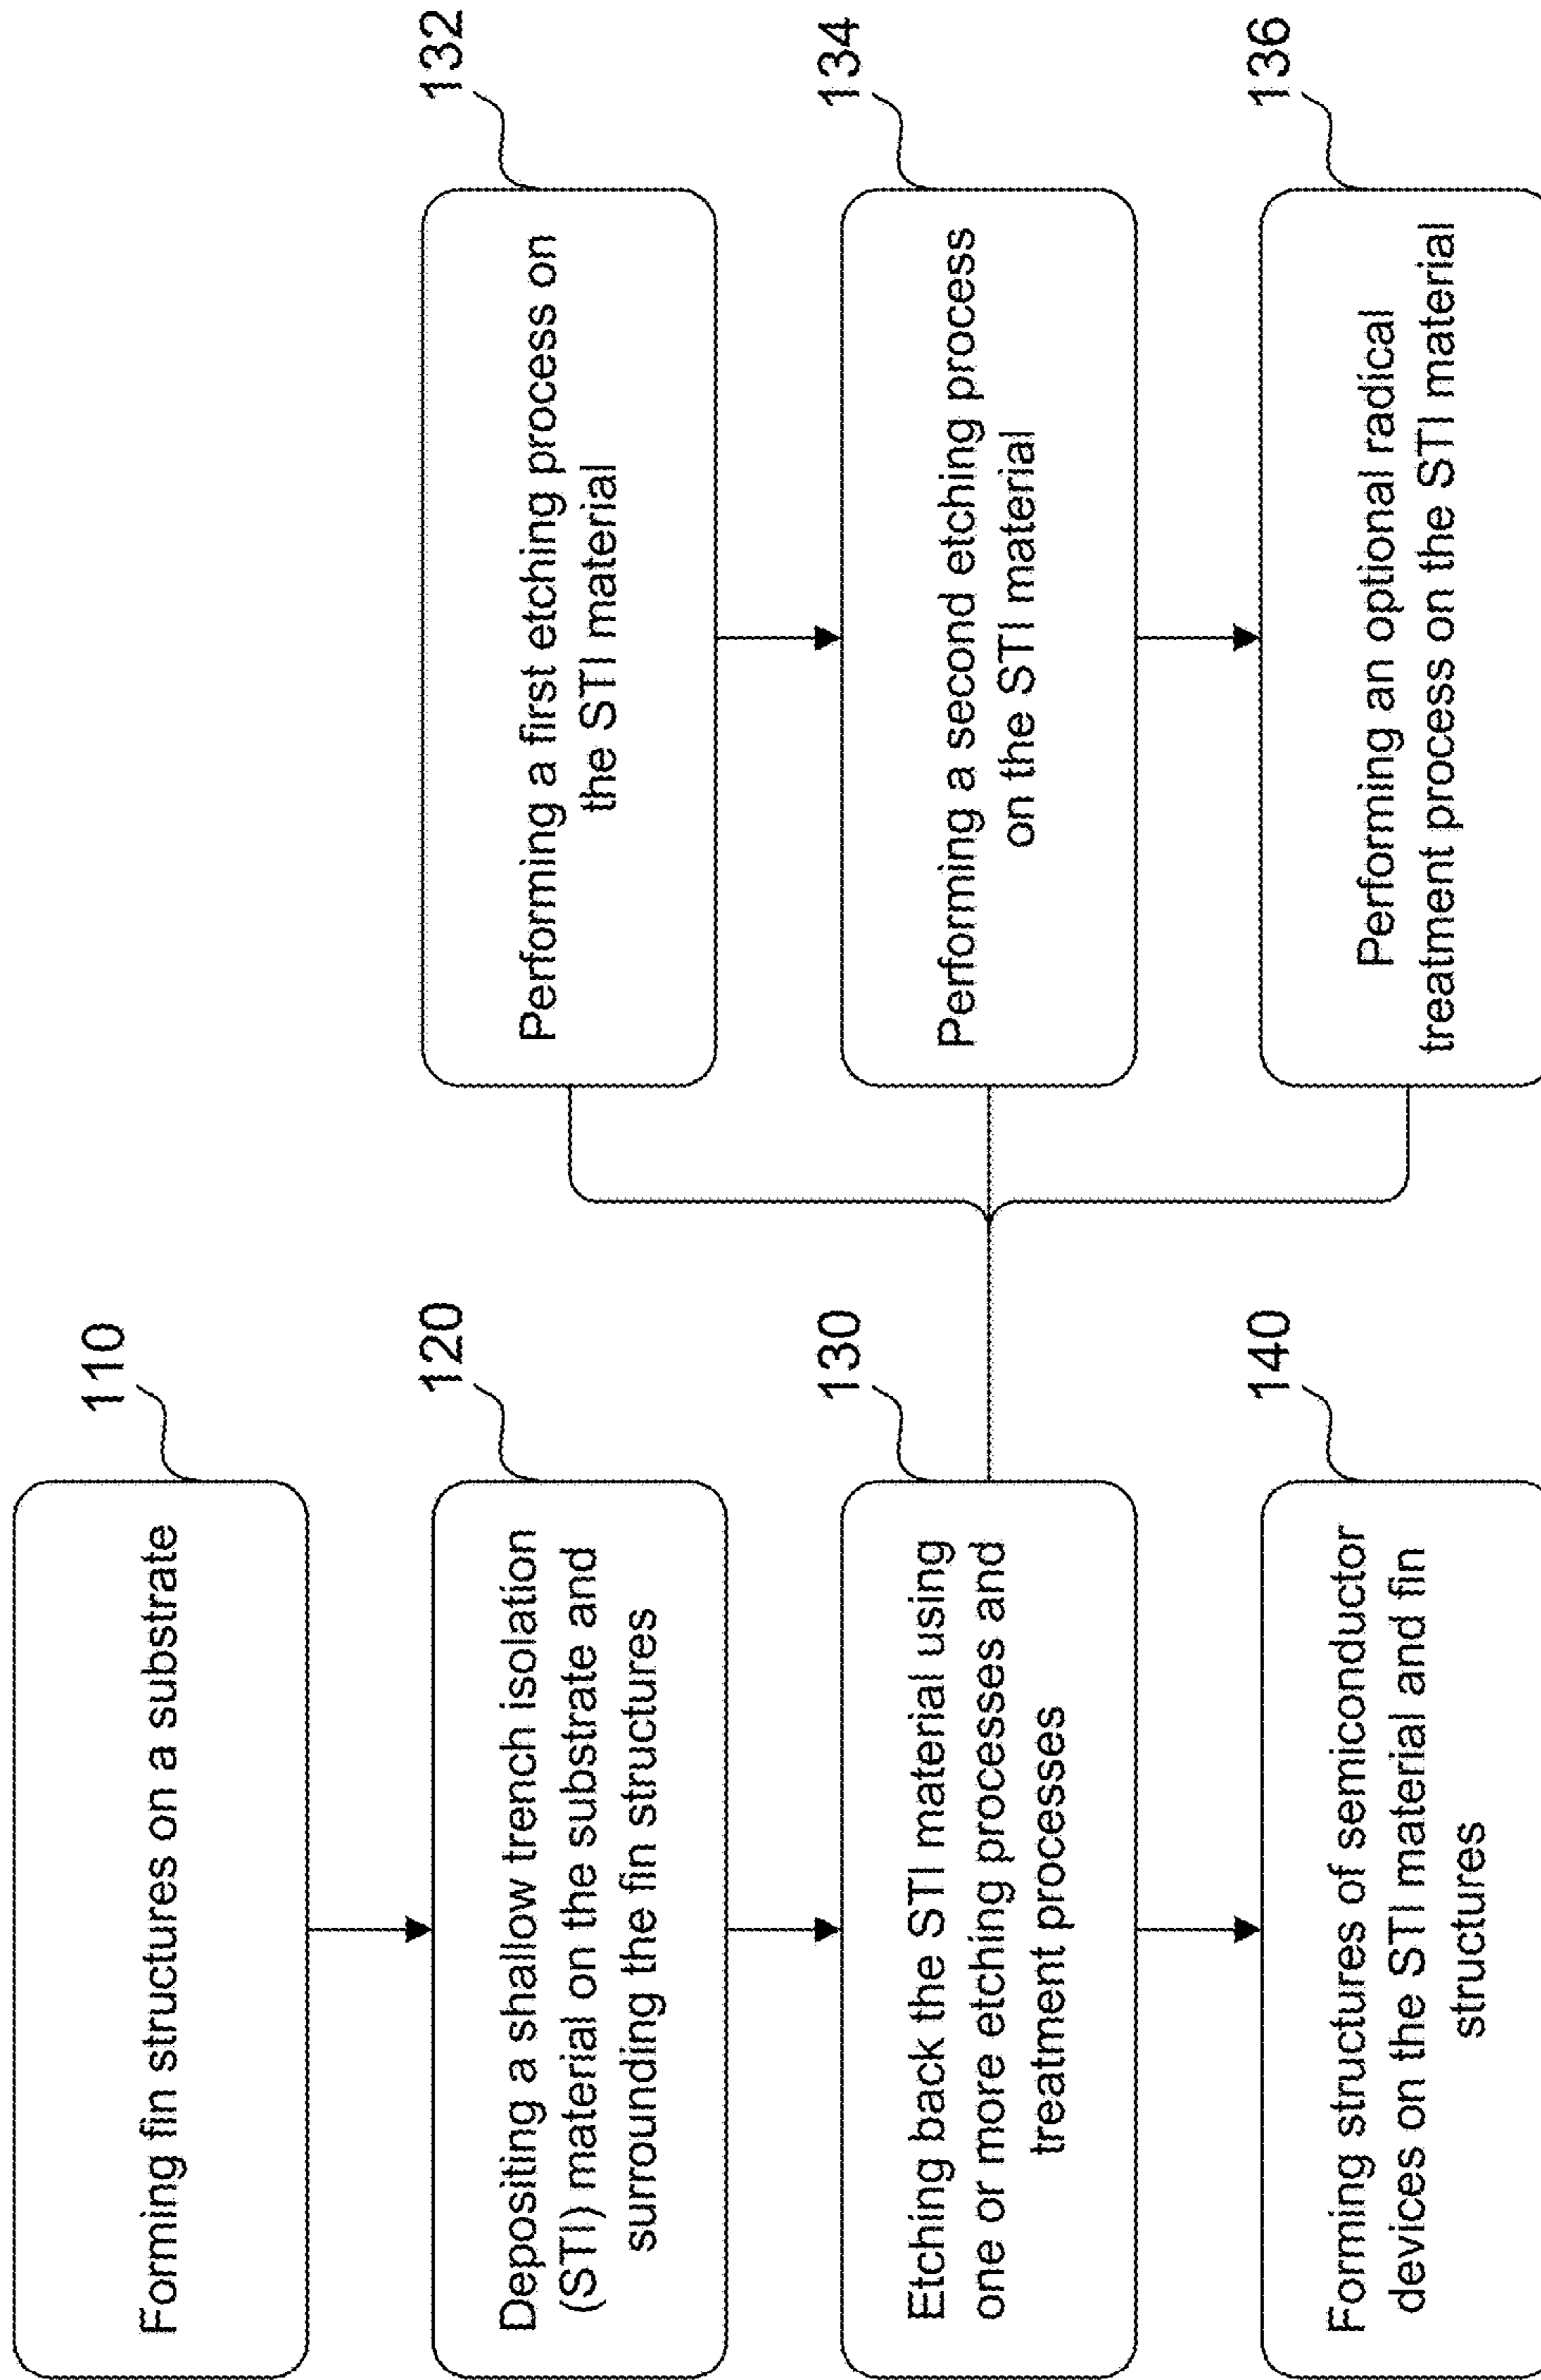 110
Forming fin structures on a substrate
120
Depositing a shallow trench isolation
(STI) material on the substrate and
surrounding the fin structures
130
Etching back the STI material using
one or more etching processes and
treatment processes
140
Forming structures of semiconductor
devices on the STI material and fin
structures
132
Performing a first etching process on
the STI material
134
Performing a second etching process
on the STI material
136
Performing an optional radical
treatment process on the STI material